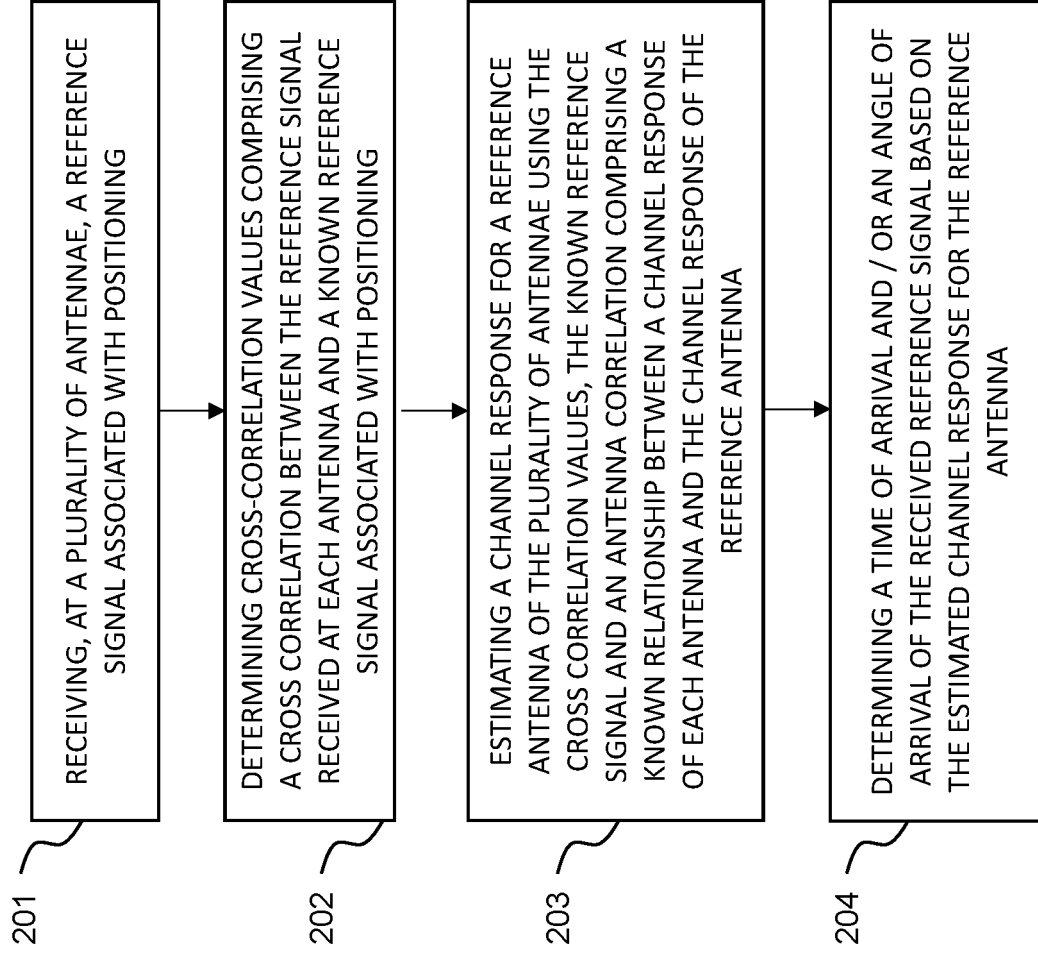 201
RECEIVING, AT A PLURALITY OF ANTENNAE, A REFERENCE
SIGNAL ASSOCIATED WITH POSITIONING
202
DETERMINING CROSS-CORRELATION VALUES COMPRISING
A CROSS CORRELATION BETWEEN THE REFERENCE SIGNAL
RECEIVED AT EACH ANTENNA AND A KNOWN REFERENCE
SIGNAL ASSOCIATED WITH POSITIONING
203
ESTIMATING A CHANNEL RESPONSE FOR A REFERENCE
ANTENNA OF THE PLURALITY OF ANTENNAE USING THE
CROSS CORRELATION VALUES, THE KNOWN REFERENCE
SIGNAL AND AN ANTENNA CORRELATION COMPRISING A
KNOWN RELATIONSHIP BETWEEN A CHANNEL RESPONSE
OF EACH ANTENNA AND THE CHANNEL RESPONSE OF THE
REFERENCE ANTENNA
204
DETERMINING A TIME OF ARRIVAL AND / OR AN ANGLE OF
ARRIVAL OF THE RECEIVED REFERENCE SIGNAL BASED ON
THE ESTIMATED CHANNEL RESPONSE FOR THE REFERENCE
ANTENNA